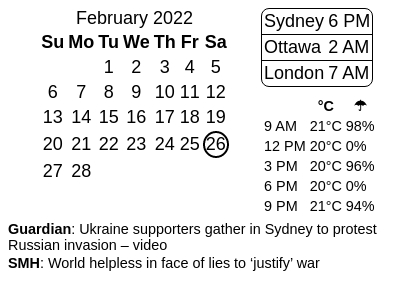 February 2022
Su Mo Tu We Th Fr Sa
1 2 3 4 5
6 7 8 9 10 11 12
13 14 15 16 17 18 19
20 21 22 23 24 25 26
27 28
Sydney 6 PM
Ottawa 2 AM
London 7 AM
°C ☂
9 AM 21°C 98%
12 PM 20°C 0%
3 PM 20°C 96%
6 PM 20°C 0%
9 PM 21°C 94%
Guardian: Ukraine supporters gather in Sydney to protest
Russian invasion – video
SMH: World helpless in face of lies to ‘justify’ war